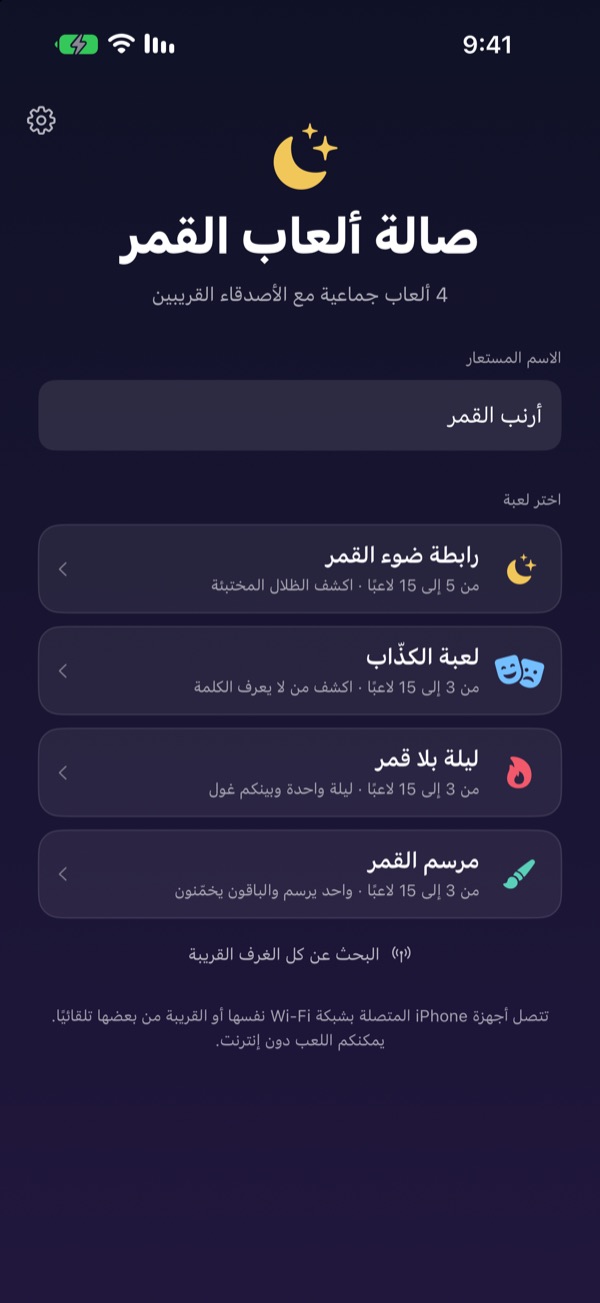 9:41
صالة ألعاب القمر
4 ألعاب جماعية مع الأصدقاء القريبين
الاسم المستعار
أرنب القمر
اختر لعبة
رابطة ضوء القمر
من 5 إلى 15 لاعبًا · اكشف الظلال المختبئة
لعبة الكذّاب
من 3 إلى 15 لاعبًا · اكشف من لا يعرف الكلمة
ليلة بلا قمر
من 3 إلى 15 لاعبًا · ليلة واحدة وبينكم غول
مرسم القمر
من 3 إلى 15 لاعبًا · واحد يرسم والباقون يخمّنون
البحث عن كل الغرف القريبة
تتصل أجهزة iPhone المتصلة بشبكة Wi-Fi نفسها أو القريبة من بعضها تلقائيًا.
يمكنكم اللعب دون إنترنت.